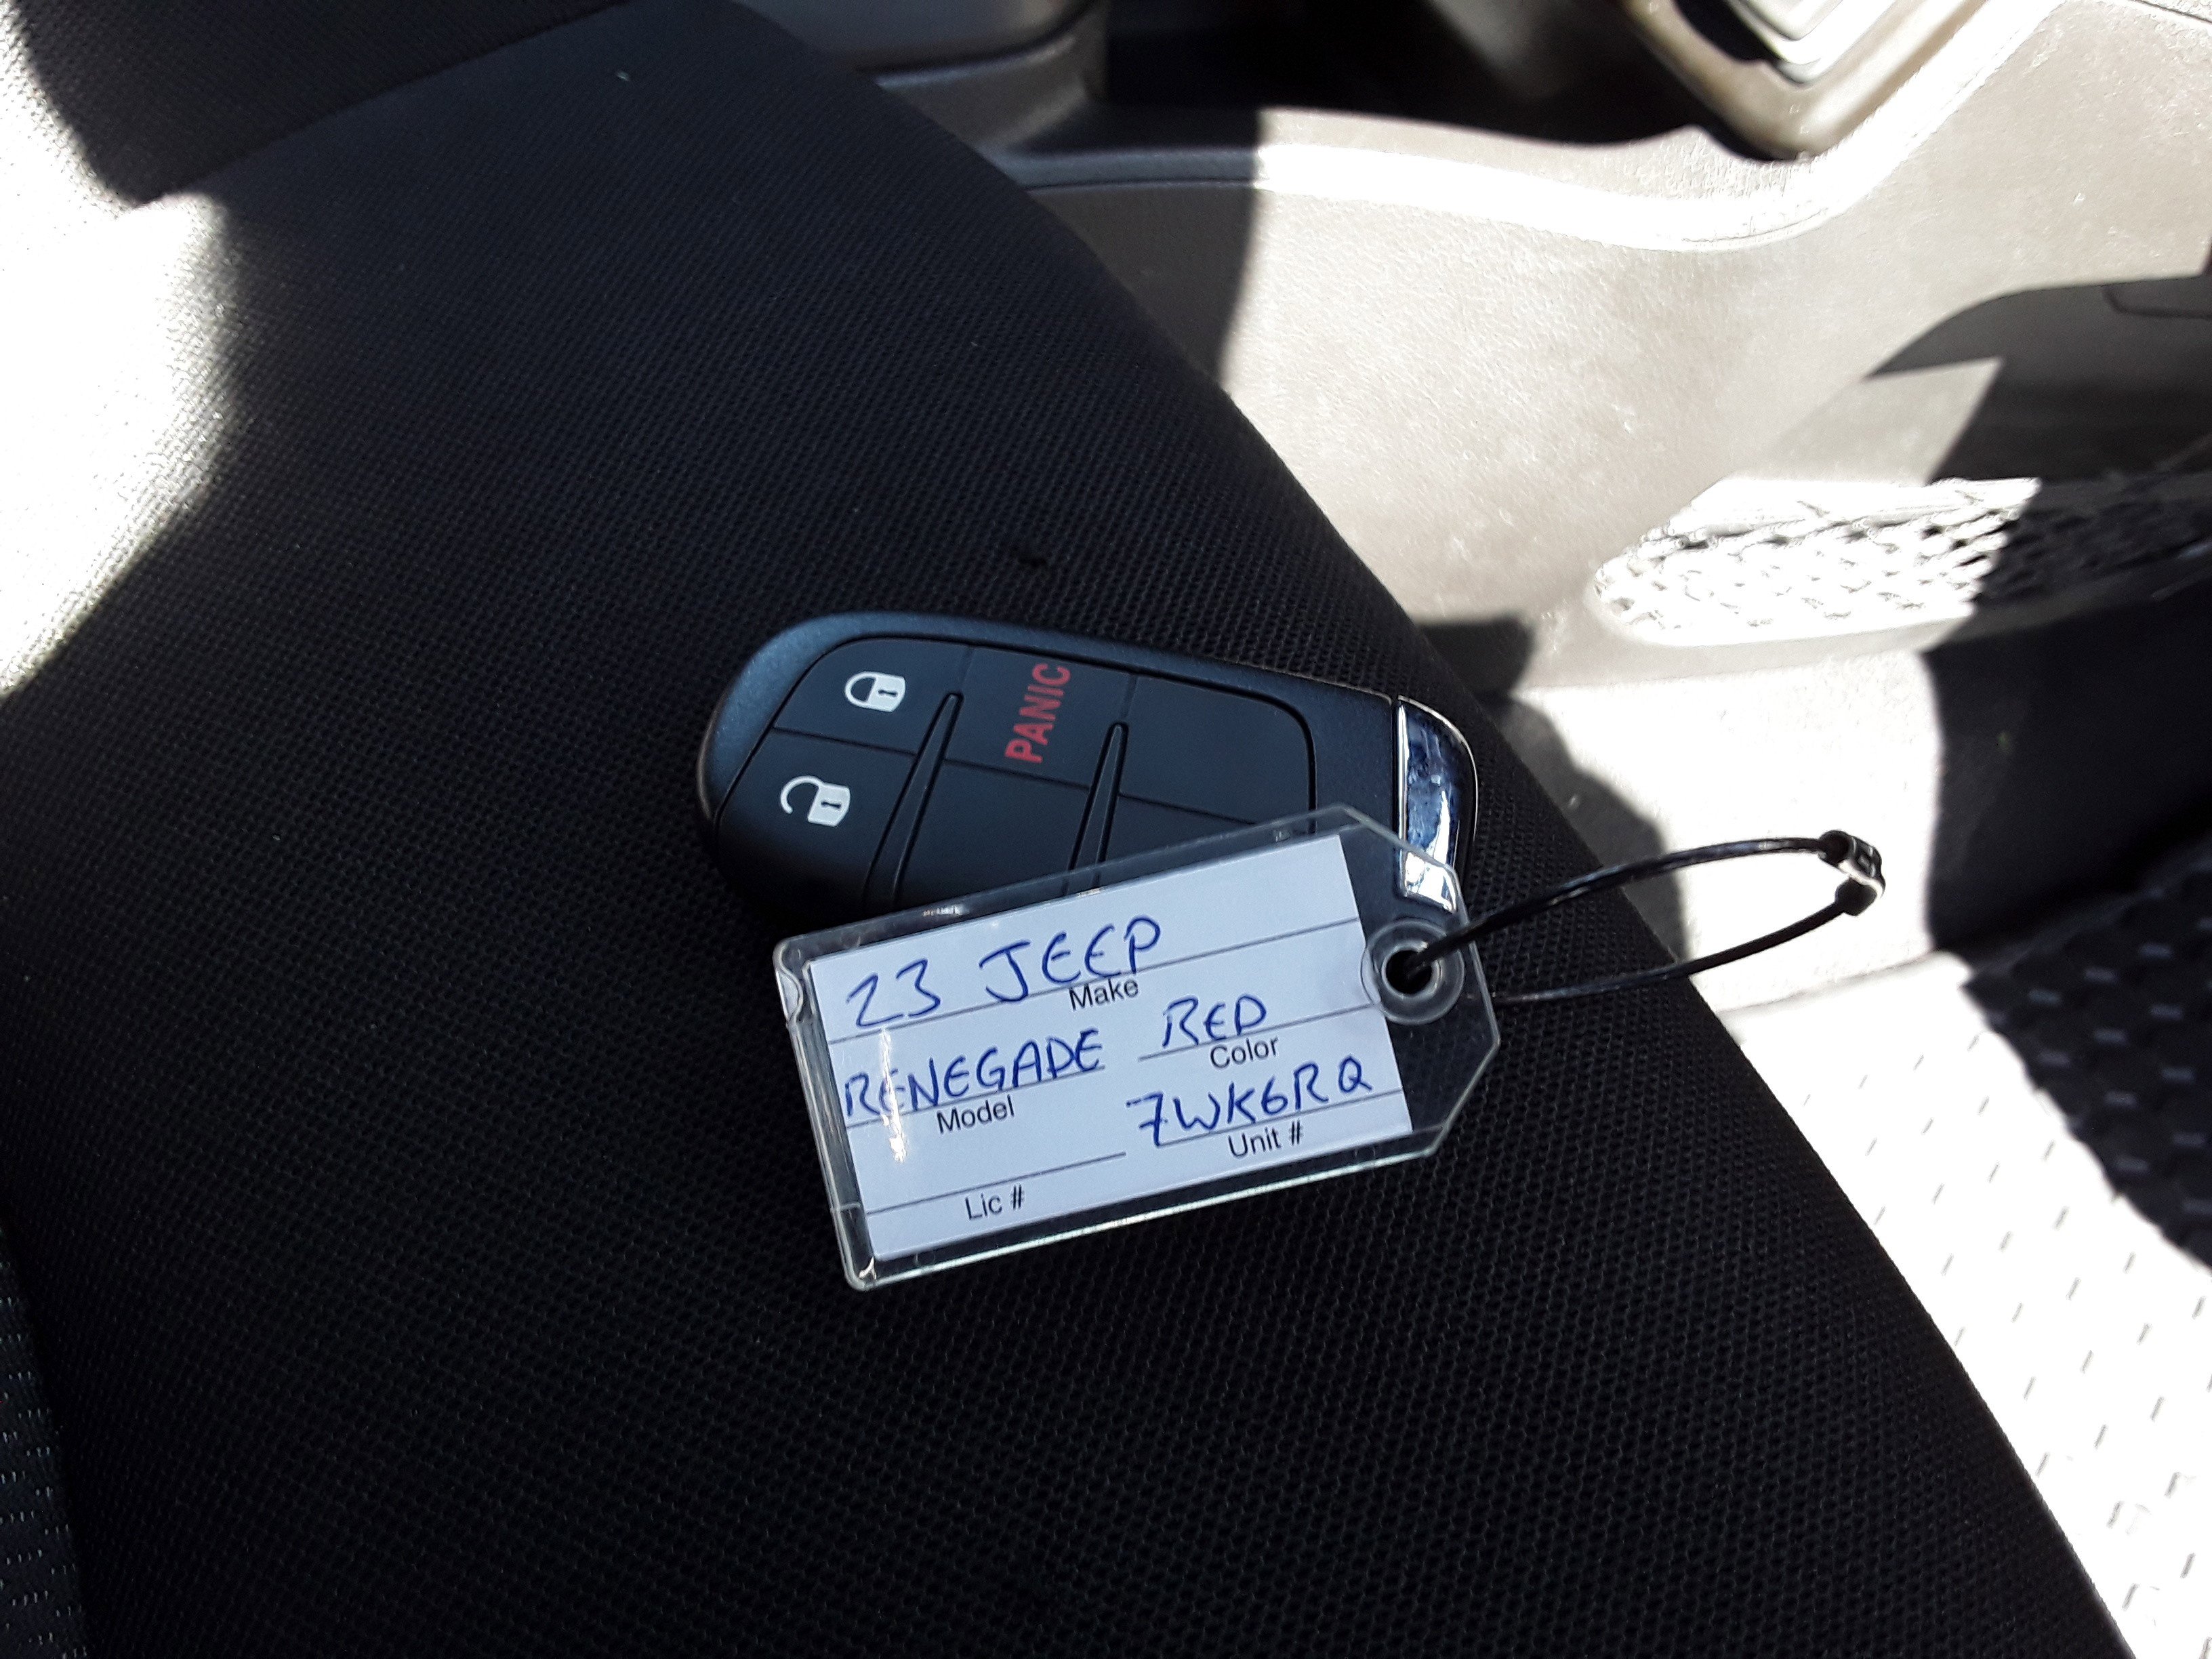 PANIC
23 JEEP
Make
RENEGADE RED
Model Color
7WK6RQ
Lic # Unit #